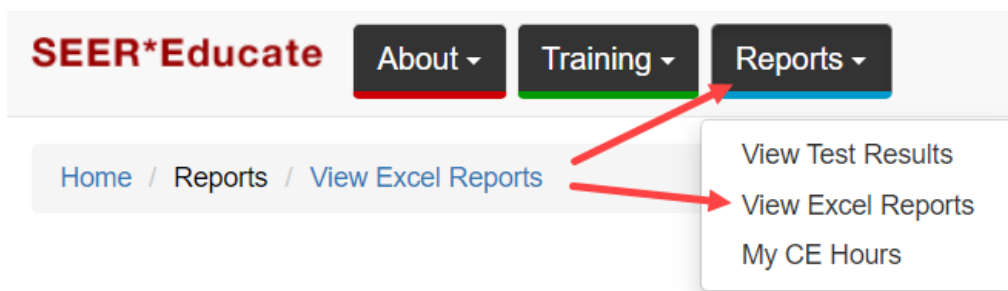 SEER*Educate About Training Reports
View Test Results
Home / Reports / View Excel Reports
View Excel Reports
My CE Hours